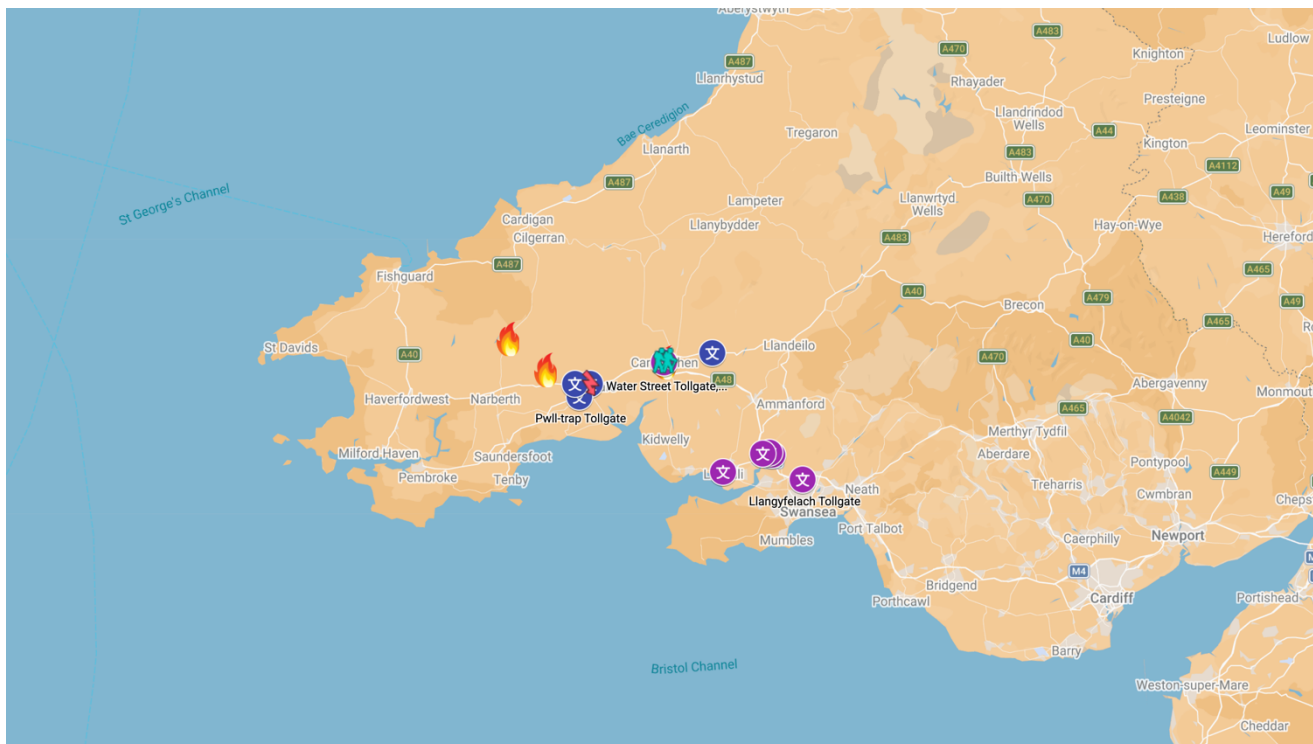 Aberystwyth
A483
Ludlow
A470
Knighton
A487
Llanrhystud
Rhayader
Presteigne
Bae Ceredigion
Llandrindod
Wells
Leominster
Tregaron
A44
Llanarth
Kington
A483
A4112
Builth Wells
A487
St George's Channel
A49
Lampeter
Llanwrtyd
Wells
A470
A438
Cardigan
Llanybydder
Hay-on-Wye
Cilgerran
A483
Hereford
A487
Fishguard
A465
A40
A479
Brecon
A49
A465
St Davids
A40
Llandeilo
A40
A470
A48
Abergavenny
Water Street Tollgate,...
Monmout
Haverfordwest
Narberth
Ammanford
A465
Pwll-trap Tollgate
A4042
Merthyr Tydfil
Kidwelly
Milford Haven
Saundersfoot
Aberdare
Pontypool
Pembroke
Tenby
A449
Treharris
Neath
Cwmbran
Llangyfelach Tollgate
Swansea
Port Talbot
Newport
Mumbles
Caerphilly
M4
Bridgend
Cardiff
Portishead
Porthcawl
Barry
Bristol Channel
Weston-super-Mare
Cheddar